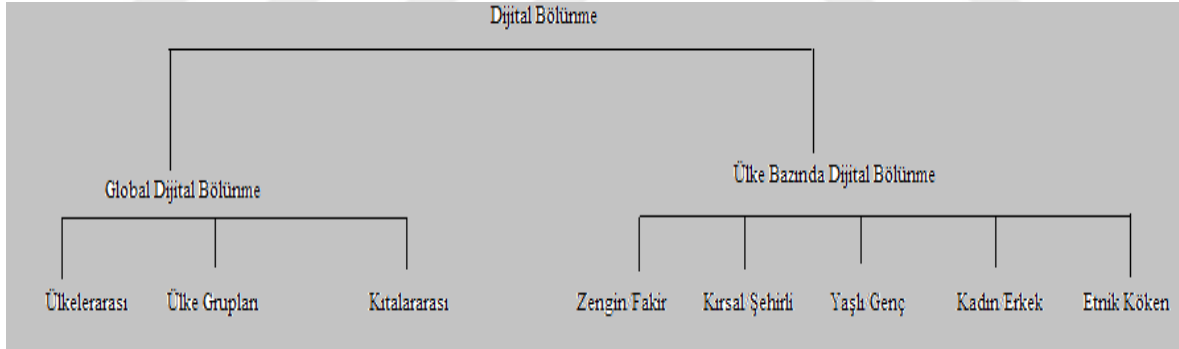 Dijital Bölünme
Global Dijital Bölünme
Ülke Bazında Dijital Bölünme
Ülkelerarası Ülke Grupları Kıtalararası Zengin/Fakir Kırsal/Şehirli Yaşlı/Genç Kadın/Erkek Etnik Köken